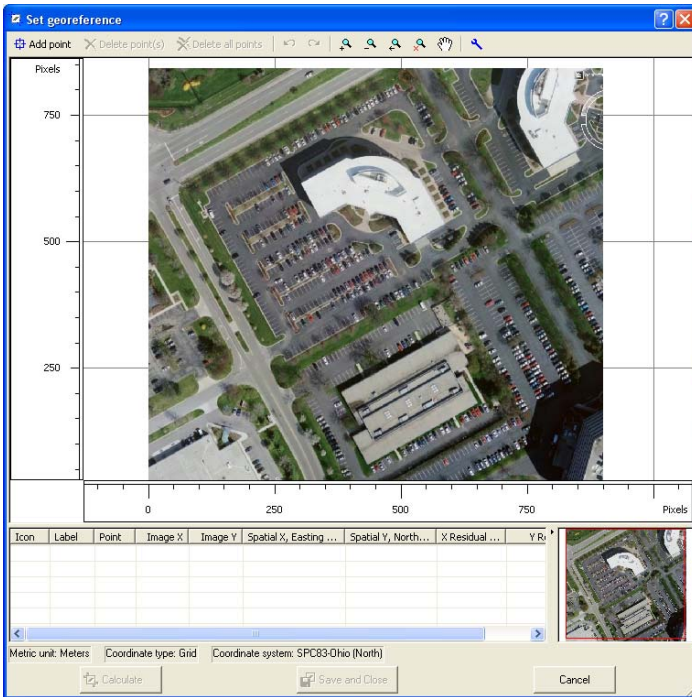 Set georeference
Add point Delete point(s) Delete all points
Pixels
750
500
250
0 250 500 750 Pixels
Icon Label Point Image X Image Y Spatial X, Easting ... Spatial Y, North... X Residual ... Y R
Metric unit: Meters Coordinate type: Grid Coordinate system: SPC83-Ohio (North)
Calculate Save and Close Cancel